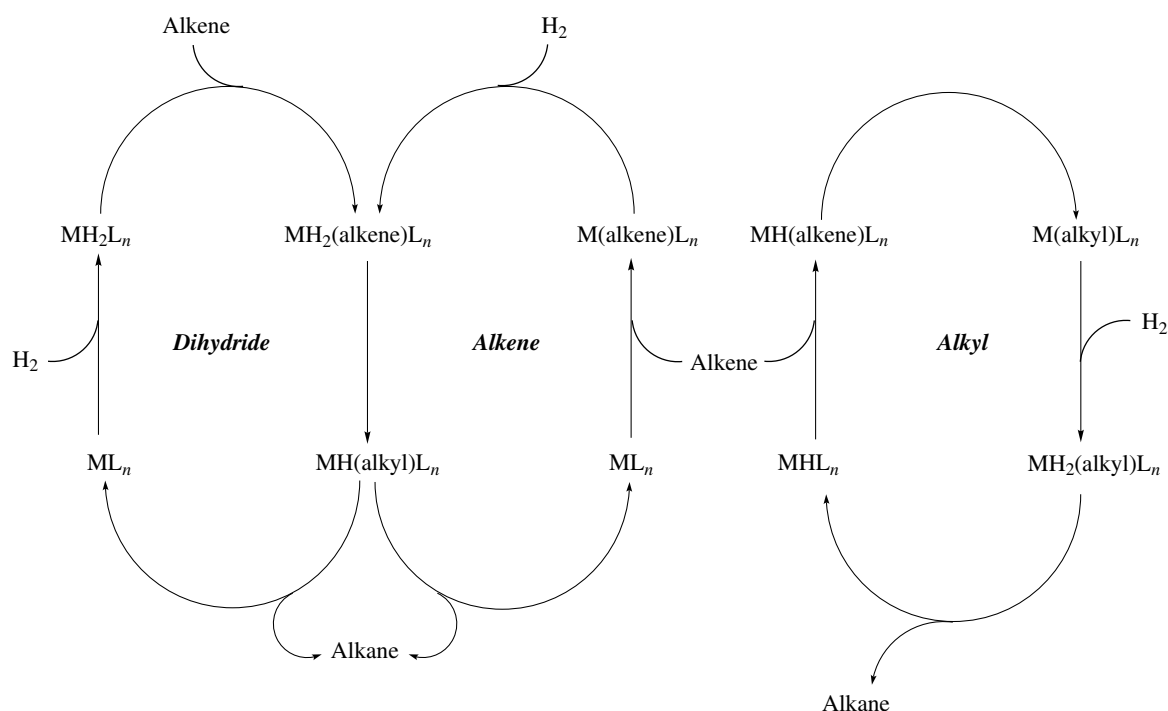 Alkene H₂
MH₂Lₙ MH₂(alkene)Lₙ M(alkene)Lₙ MH(alkene)Lₙ M(alkyl)Lₙ
H₂ Dihydride Alkene Alkene Alkyl H₂
MLₙ MH(alkyl)Lₙ MLₙ MHLₙ MH₂(alkyl)Lₙ
Alkane
Alkane